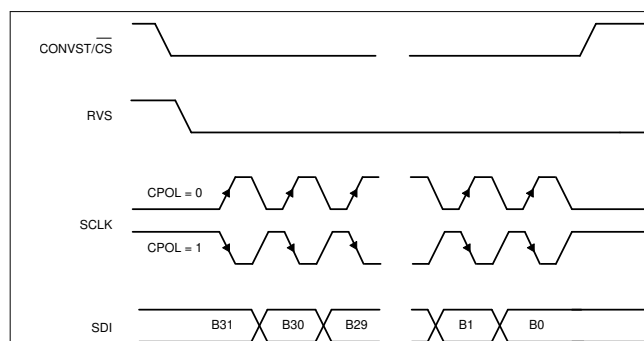 CONVST/CS
RVS
CPOL = 0
SCLK
CPOL = 1
SDI
B31 B30 B29 B1 B0